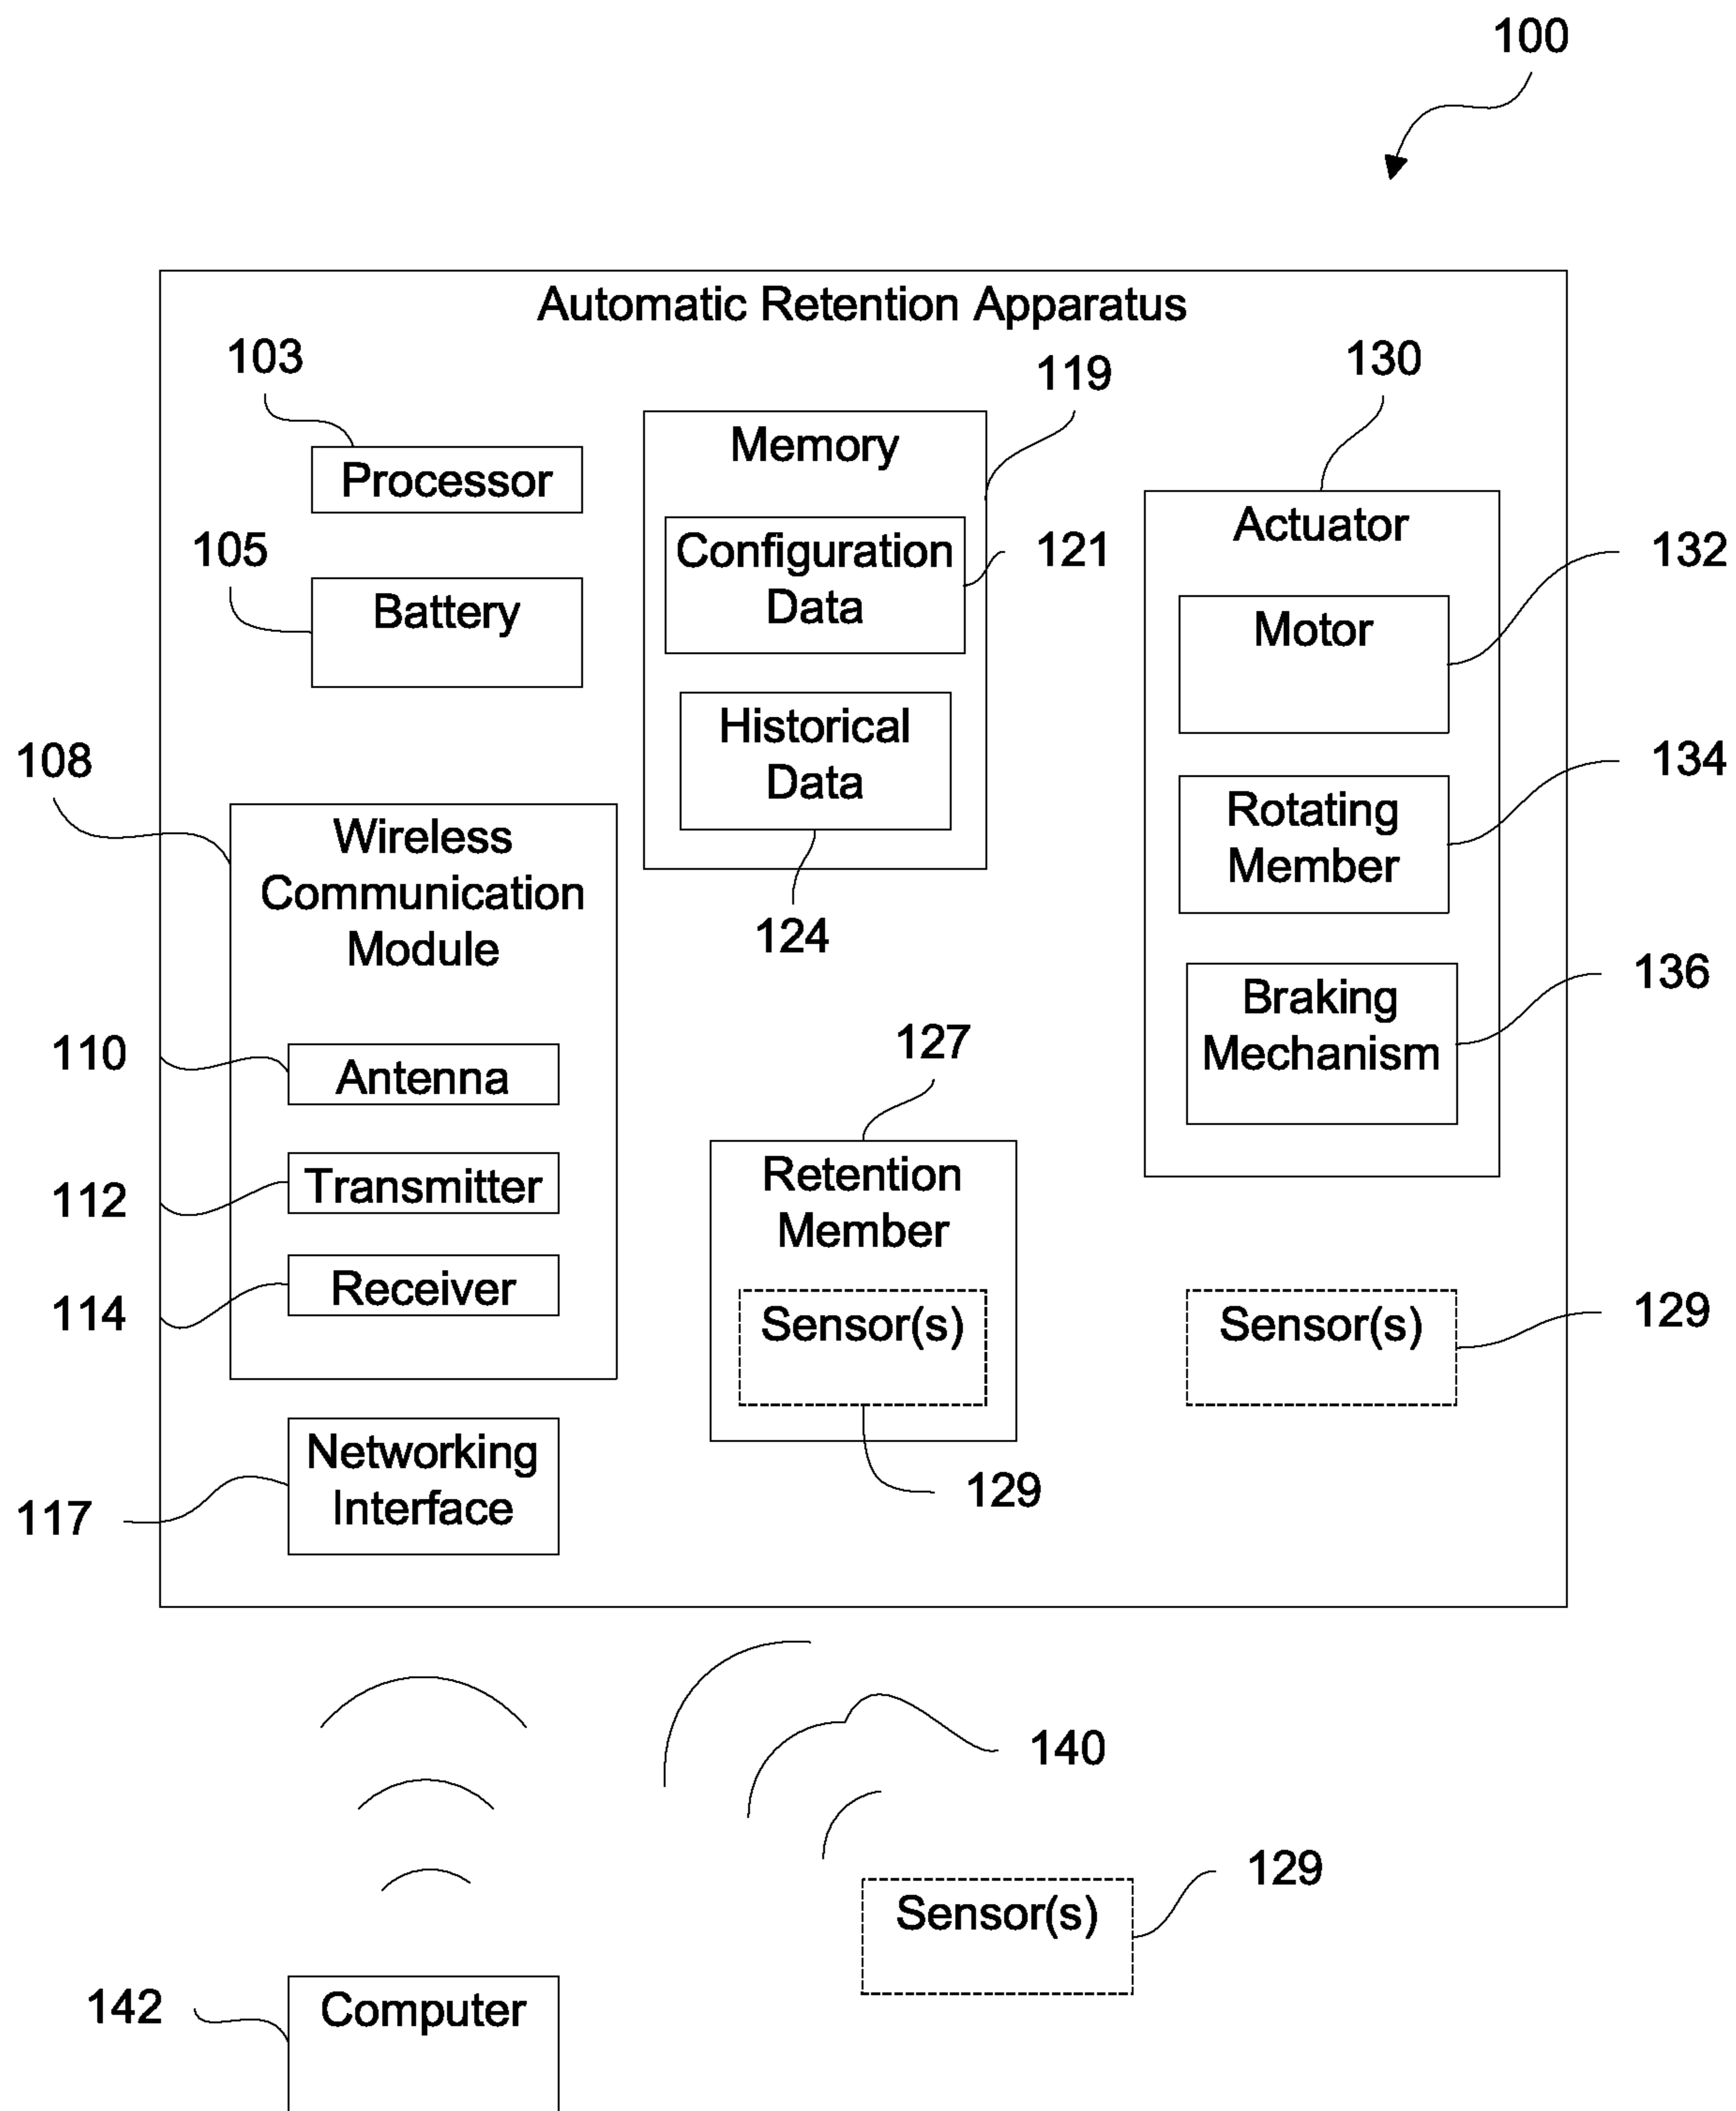 100
Automatic Retention Apparatus
103
119
130
Memory
Processor
Actuator
105
Configuration
Data
121
132
Battery
Motor
Historical
Data
108
134
Wireless
Communication
Module
Rotating
Member
124
136
Braking
Mechanism
110
Antenna
127
112
Transmitter
Retention
Member
114
Receiver
Sensor(s)
Sensor(s)
129
Networking
Interface
129
117
140
129
Sensor(s)
142
Computer